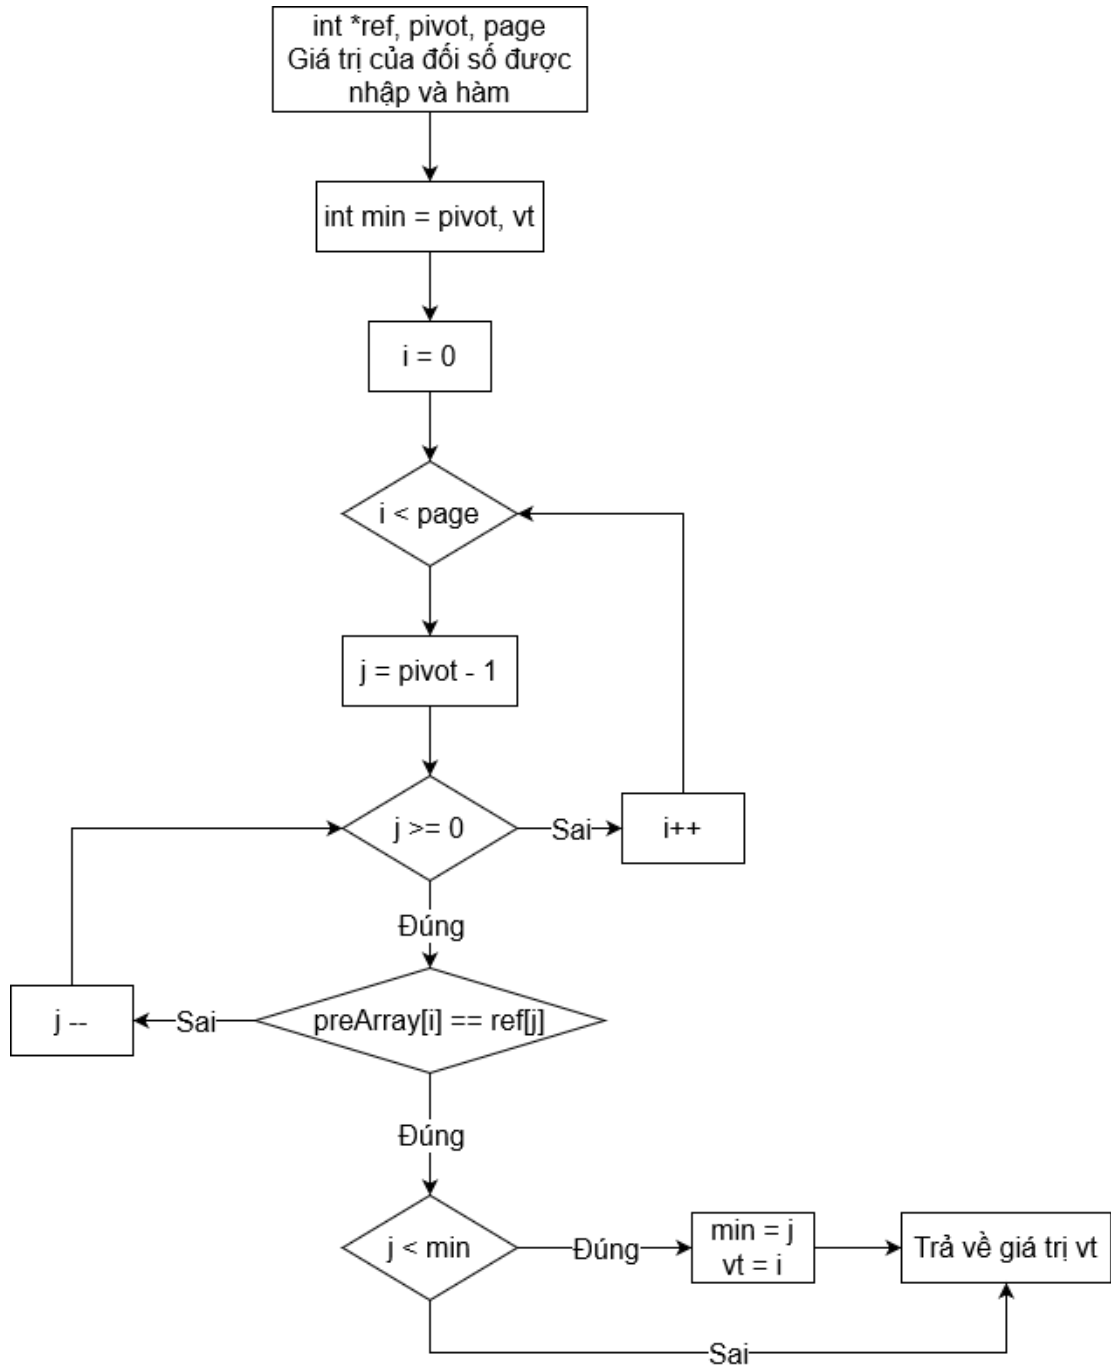 int *ref, pivot, page
Giá trị của đối số được
nhập và hàm
int min = pivot, vt
i = 0
i < page
j = pivot - 1
j >= 0
Sai
i++
Đúng
j --
Sai
preArray[i] == ref[j]
Đúng
j < min
Đúng
min = j
vt = i
Trả về giá trị vt
Sai